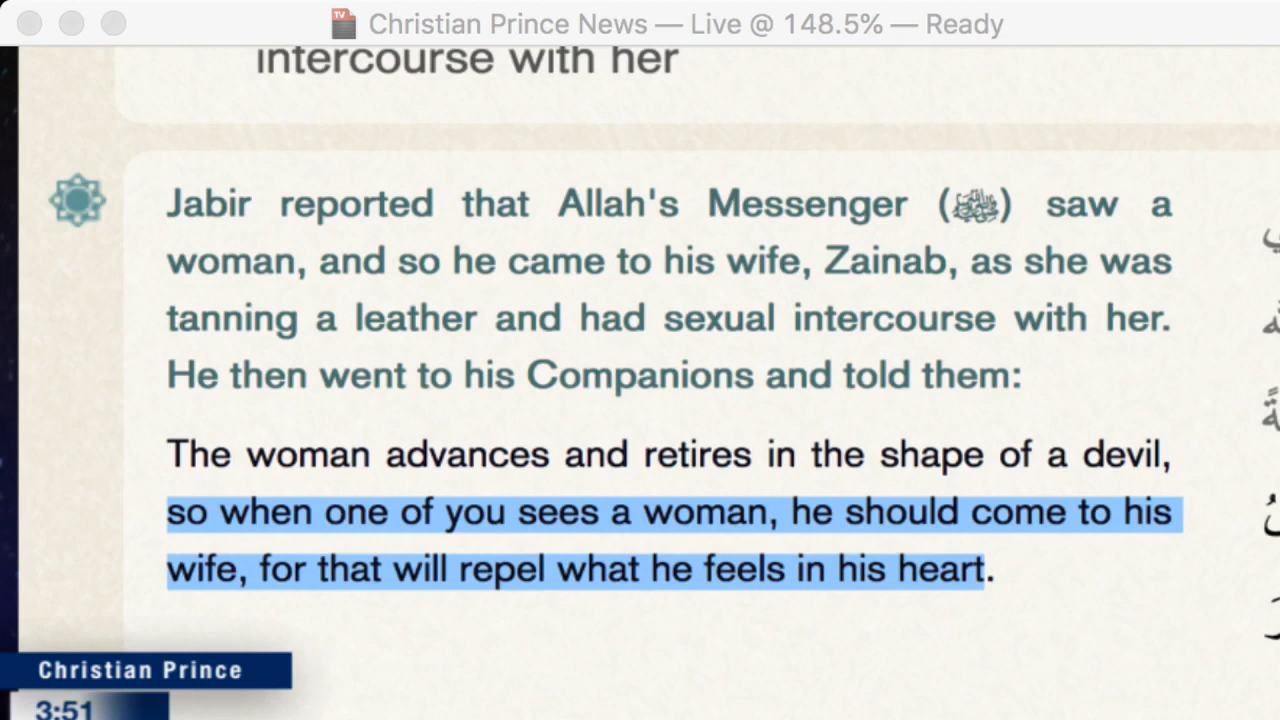 Christian Prince News — Live @ 148.5% — Ready
intercourse with her
Jabir reported that Allah's Messenger (ﷺ) saw a
woman, and so he came to his wife, Zainab, as she was
tanning a leather and had sexual intercourse with her.
He then went to his Companions and told them:
The woman advances and retires in the shape of a devil,
so when one of you sees a woman, he should come to his
wife, for that will repel what he feels in his heart.
Christian Prince
3:51